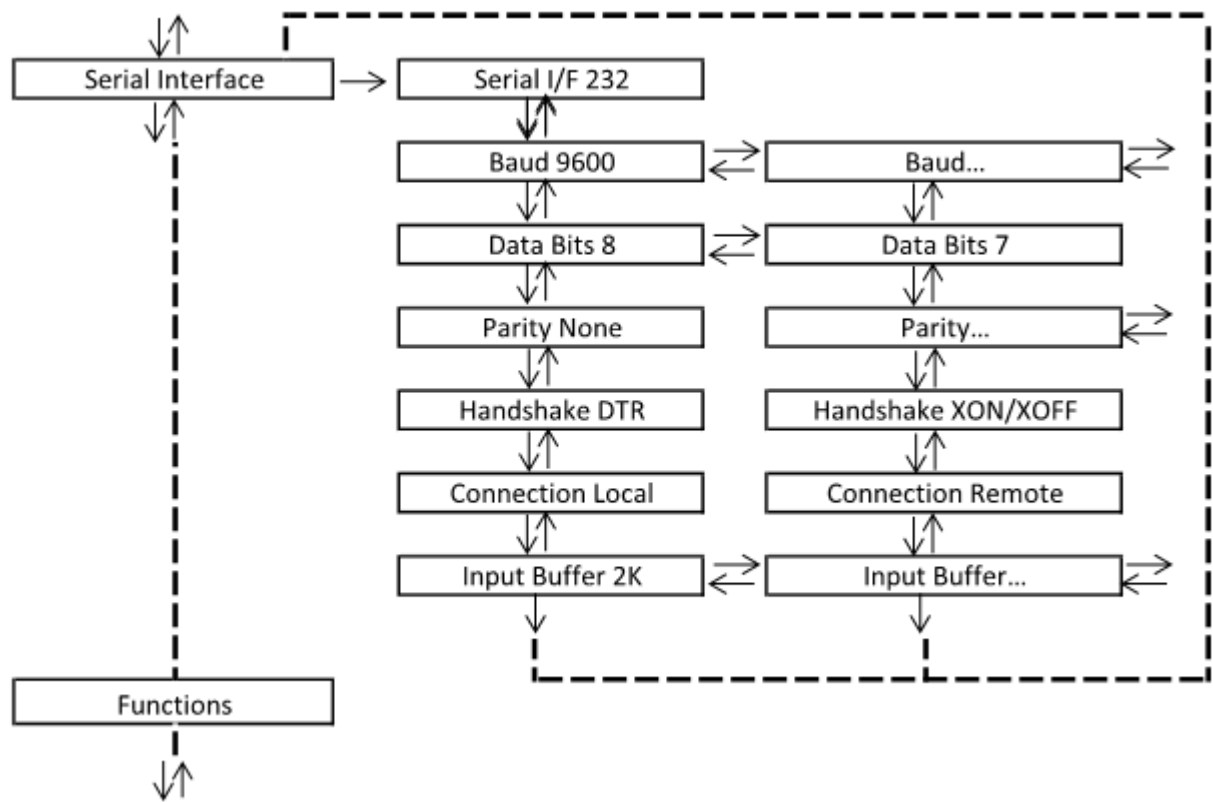 Serial Interface
Serial I/F 232
Baud 9600
Baud...
Data Bits 8
Data Bits 7
Parity None
Parity...
Handshake DTR
Handshake XON/XOFF
Connection Local
Connection Remote
Input Buffer 2K
Input Buffer...
Functions